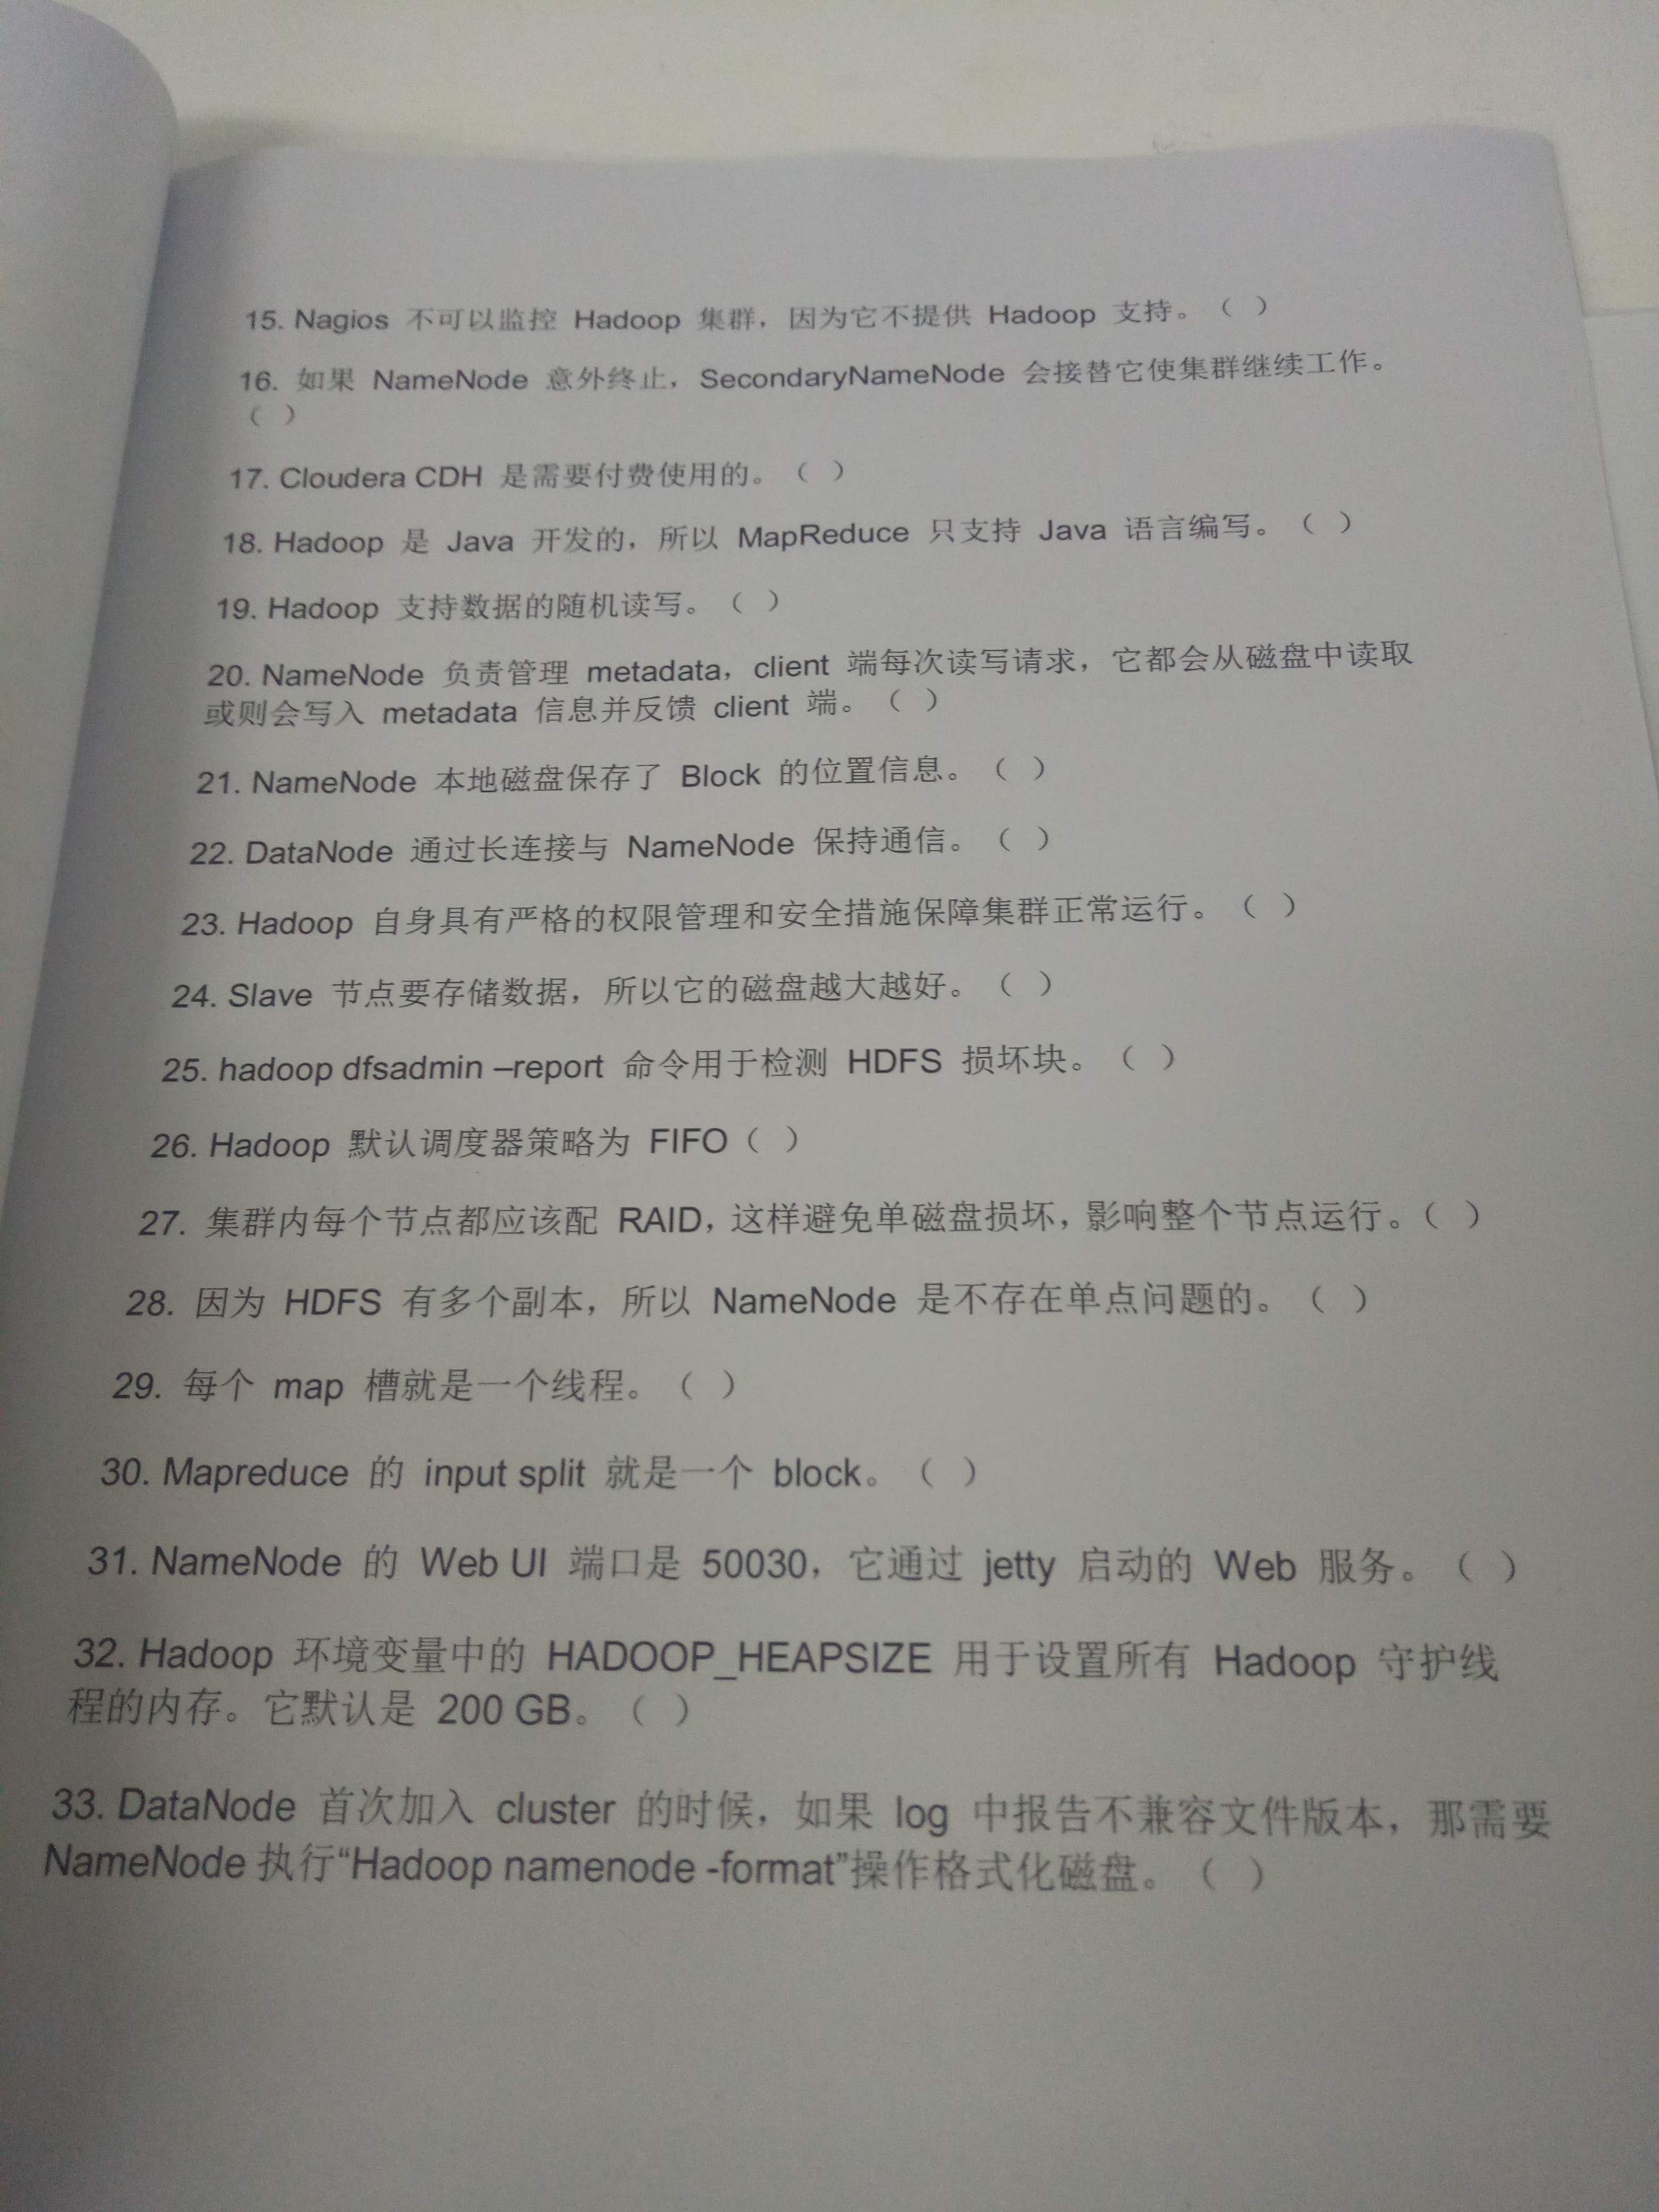 15. Nagios 不可以监控 Hadoop 集群，因为它不提供 Hadoop 支持。（ ）
16. 如果 NameNode 意外终止，SecondaryNameNode 会接替它使集群继续工作。
（ ）
17. Cloudera CDH 是需要付费使用的。（ ）
18. Hadoop 是 Java 开发的，所以 MapReduce 只支持 Java 语言编写。（ ）
19. Hadoop 支持数据的随机读写。（ ）
20. NameNode 负责管理 metadata，client 端每次读写请求，它都会从磁盘中读取
或则会写入 metadata 信息并反馈 client 端。（ ）
21. NameNode 本地磁盘保存了 Block 的位置信息。（ ）
22. DataNode 通过长连接与 NameNode 保持通信。（ ）
23. Hadoop 自身具有严格的权限管理和安全措施保障集群正常运行。（ ）
24. Slave 节点要存储数据，所以它的磁盘越大越好。（ ）
25. hadoop dfsadmin –report 命令用于检测 HDFS 损坏块。（ ）
26. Hadoop 默认调度器策略为 FIFO（ ）
27. 集群内每个节点都应该配 RAID，这样避免单磁盘损坏，影响整个节点运行。（ ）
28. 因为 HDFS 有多个副本，所以 NameNode 是不存在单点问题的。（ ）
29. 每个 map 槽就是一个线程。（ ）
30. Mapreduce 的 input split 就是一个 block。（ ）
31. NameNode 的 Web UI 端口是 50030，它通过 jetty 启动的 Web 服务。（ ）
32. Hadoop 环境变量中的 HADOOP_HEAPSIZE 用于设置所有 Hadoop 守护线
程的内存。它默认是 200 GB。（ ）
33. DataNode 首次加入 cluster 的时候，如果 log 中报告不兼容文件版本，那需要
NameNode 执行“Hadoop namenode -format”操作格式化磁盘。（ ）